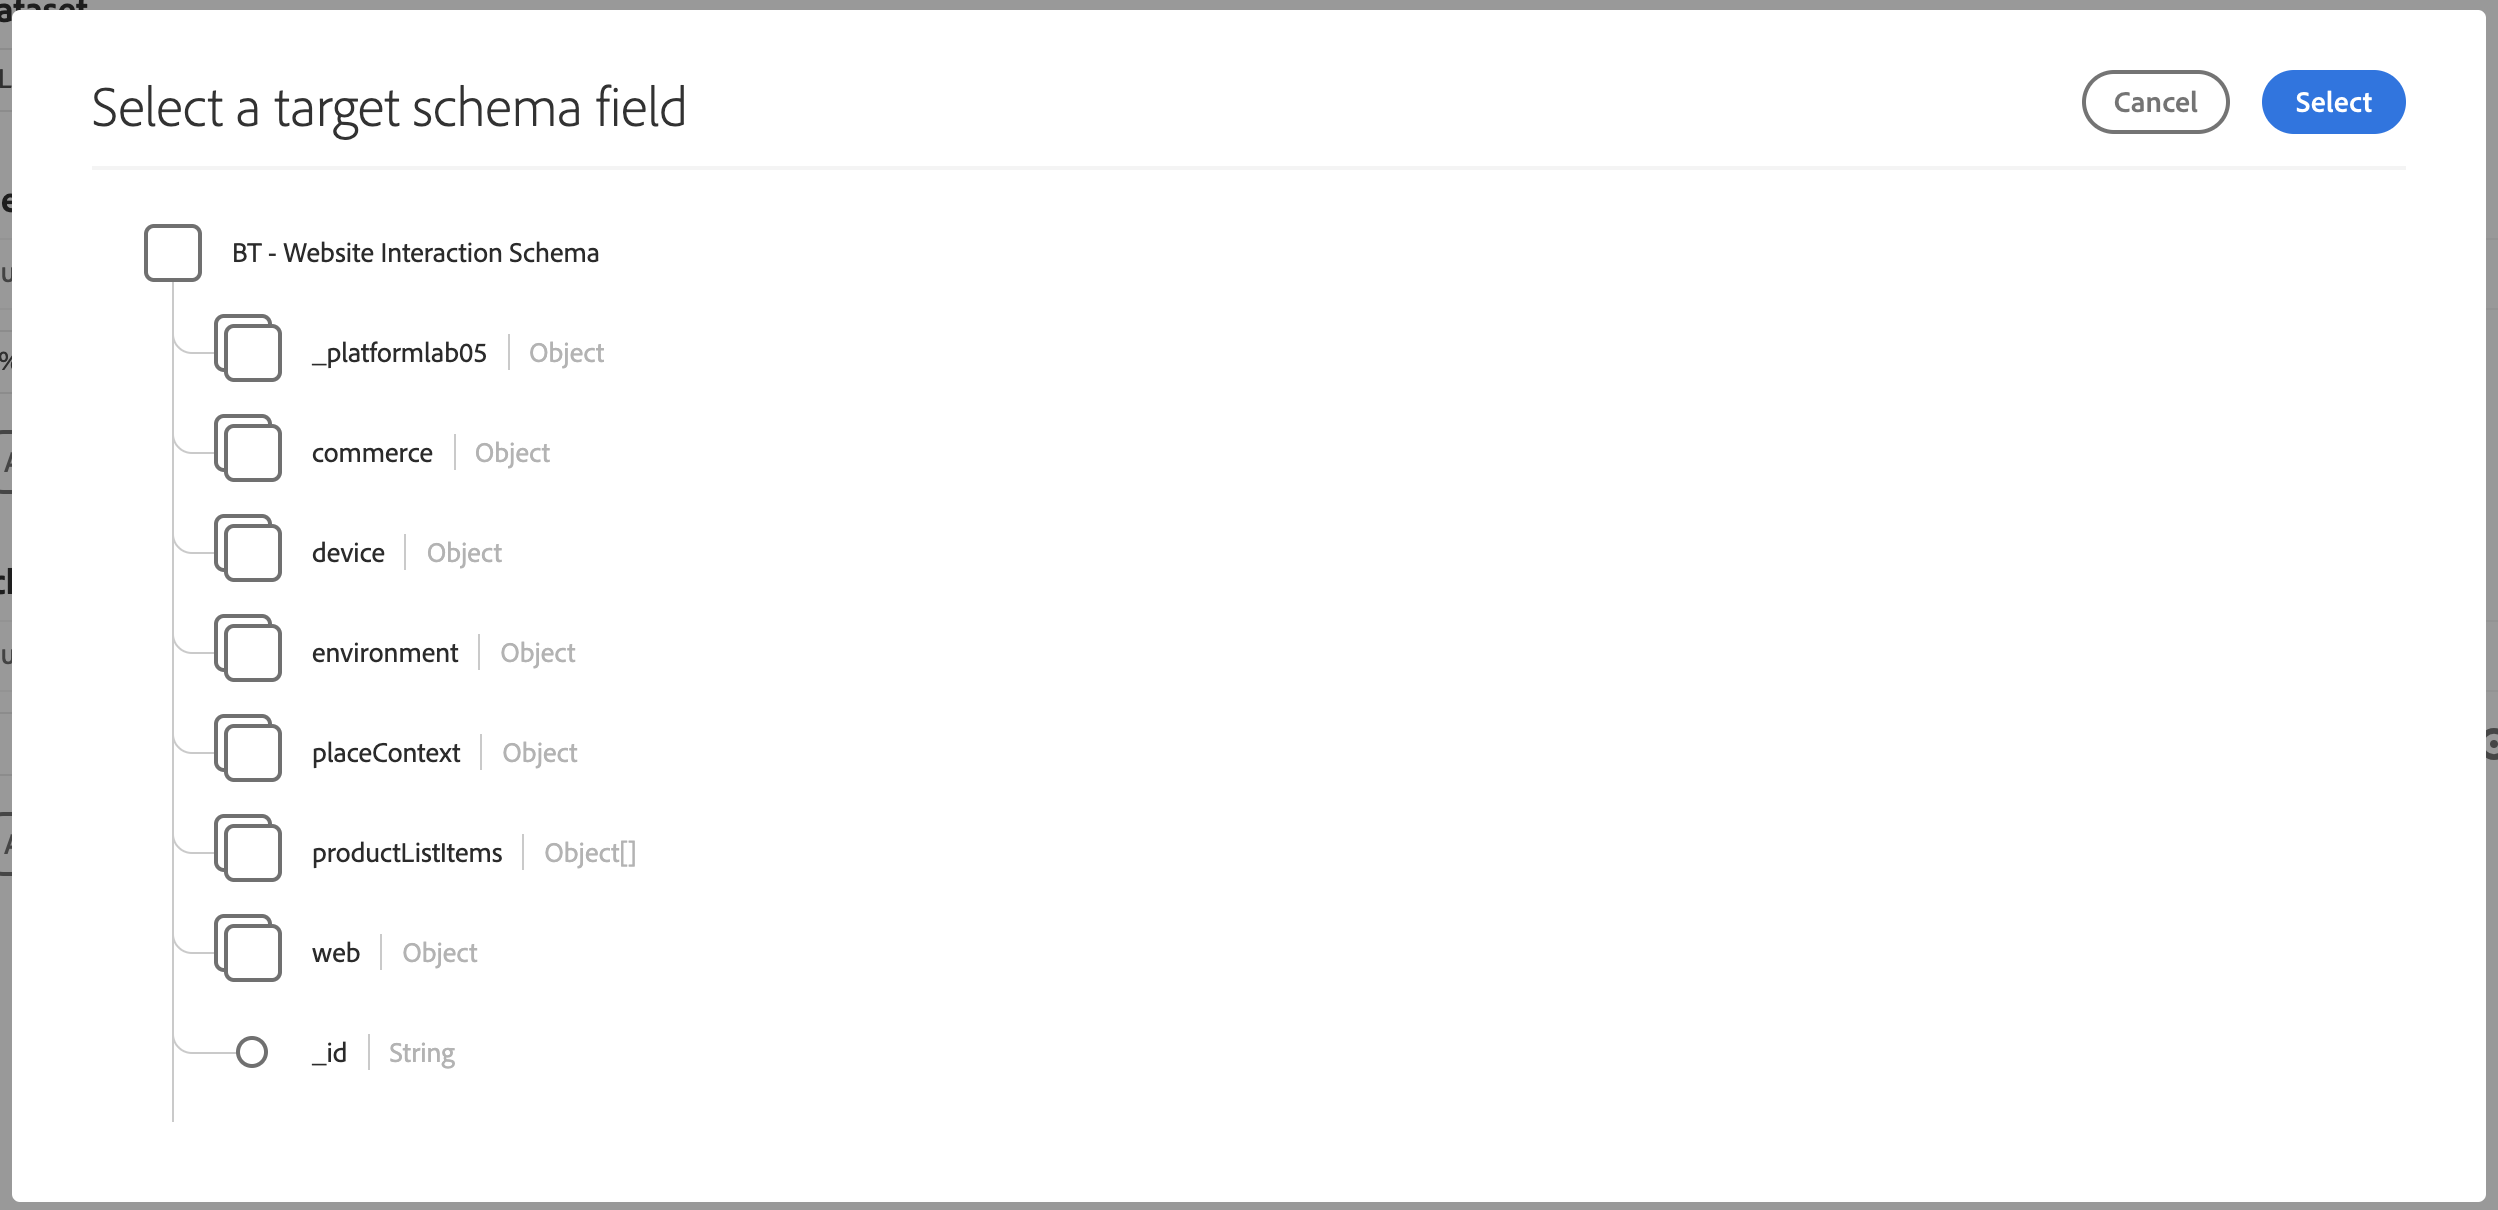 Select a target schema field
Cancel
Select
BT - Website Interaction Schema
_platformlab05 Object
commerce Object
device Object
environment Object
placeContext Object
productListItems Object[]
web Object
_id String